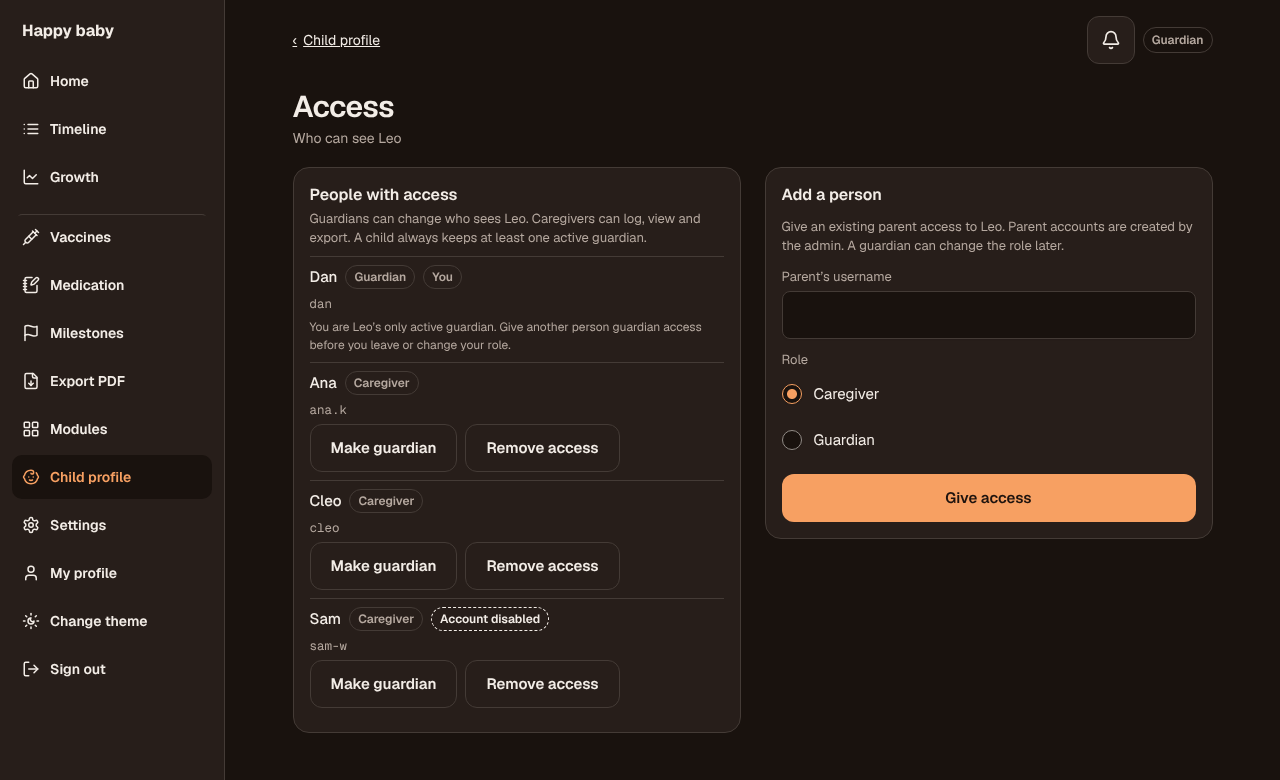 Happy baby
Home
Timeline
Growth
Vaccines
Medication
Milestones
Export PDF
Modules
Child profile
Settings
My profile
Change theme
Sign out
‹ Child profile
Guardian
Access
Who can see Leo
People with access
Guardians can change who sees Leo. Caregivers can log, view and
export. A child always keeps at least one active guardian.
Dan Guardian You
dan
You are Leo's only active guardian. Give another person guardian access
before you leave or change your role.
Ana Caregiver
ana.k
Make guardian Remove access
Cleo Caregiver
cleo
Make guardian Remove access
Sam Caregiver Account disabled
sam-w
Make guardian Remove access
Add a person
Give an existing parent access to Leo. Parent accounts are created by
the admin. A guardian can change the role later.
Parent's username
Role
Caregiver
Guardian
Give access